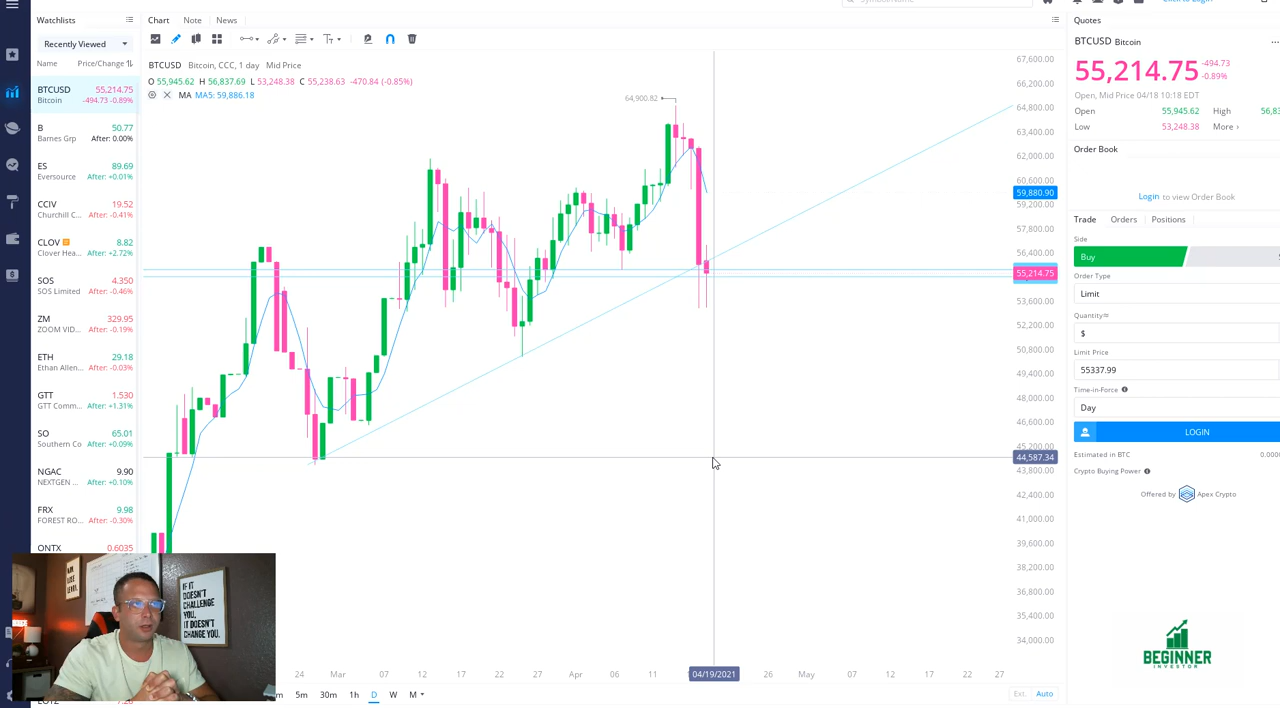 Watchlists
Recently Viewed
Name Price/Change
BTCUSD 55,214.75
Bitcoin -494.73 -0.89%
B 50.77
Barnes Grp After: 0.00%
ES 89.69
Eversource After: +0.01%
CCIV 19.52
Churchill C... After: -0.41%
CLOV 8.82
Clover Hea... After: +2.72%
SOS 4.350
SOS Limited After: -0.46%
ZM 329.95
ZOOM VID... After: -0.19%
ETH 29.18
Ethan Allen... After: -0.03%
GTT 1.530
GTT Comm... After: +1.31%
SO 65.01
Southern Co After: +0.09%
NGAC 9.90
NEXTGEN ... After: +0.10%
FRX 9.98
FOREST RO... After: -0.30%
ONTX 0.6035
Chart Note News
BTCUSD Bitcoin, CCC, 1 day Mid Price
O 55,945.62 H 56,837.69 L 53,248.38 C 55,238.63 -470.84 (-0.85%)
MA MA5: 59,886.18
64,900.82
67,600.00
66,200.00
64,800.00
63,400.00
62,000.00
60,600.00
59,880.90
59,200.00
57,800.00
56,400.00
55,214.75
53,600.00
52,200.00
50,800.00
49,400.00
48,000.00
46,600.00
45,200.00
44,587.34
43,800.00
42,400.00
41,000.00
39,600.00
38,200.00
36,800.00
35,400.00
34,000.00
24 Mar 07 12 17 22 27 Apr 06 11 04/19/2021 26 May 07 12 17 22 27
5m 30m 1h D W M
Ext. Auto
Quotes
BTCUSD Bitcoin
55,214.75 -494.73
-0.89%
Open, Mid Price 04/18 10:18 EDT
Open 55,945.62 High
Low 53,248.38 More ›
Order Book
Login to view Order Book
Trade Orders Positions
Side
Buy
Order Type
Limit
Quantity
$
Limit Price
55337.99
Time-in-Force
Day
LOGIN
Estimated in BTC
Crypto Buying Power
Offered by Apex Crypto
BEGINNER
INVESTOR
IF IT
DOESN'T
CHALLENGE
YOU,
IT DOESN'T
CHANGE YOU.